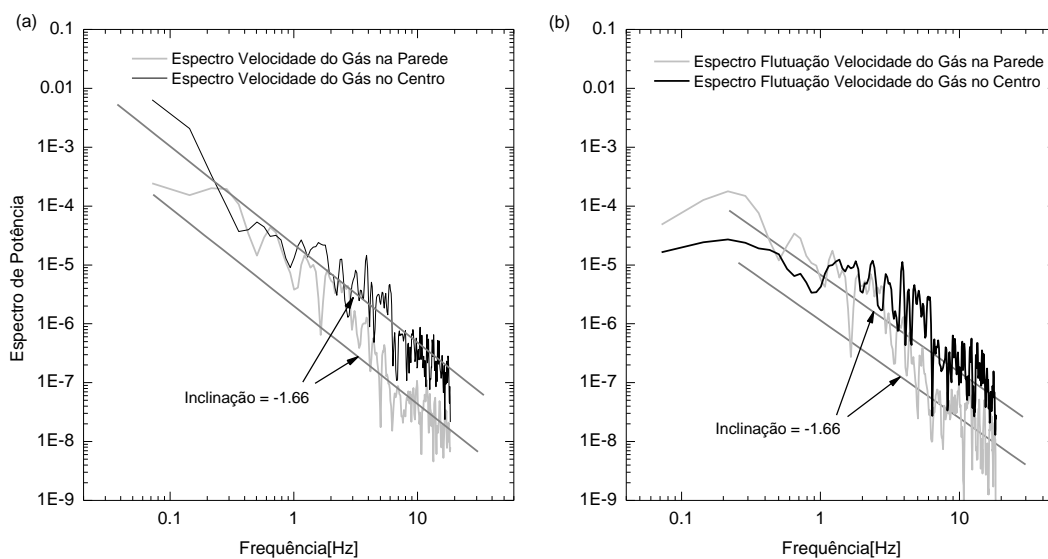 (a)
0.1
0.01
1E-3
1E-4
1E-5
1E-6
1E-7
1E-8
1E-9
Espectro de Potência
Espectro Velocidade do Gás na Parede
Espectro Velocidade do Gás no Centro
Inclinação = -1.66
0.1
1
10
Frequência[Hz]
(b)
0.1
0.01
1E-3
1E-4
1E-5
1E-6
1E-7
1E-8
1E-9
Espectro Flutuação Velocidade do Gás na Parede
Espectro Flutuação Velocidade do Gás no Centro
Inclinação = -1.66
0.1
1
10
Frequência[Hz]